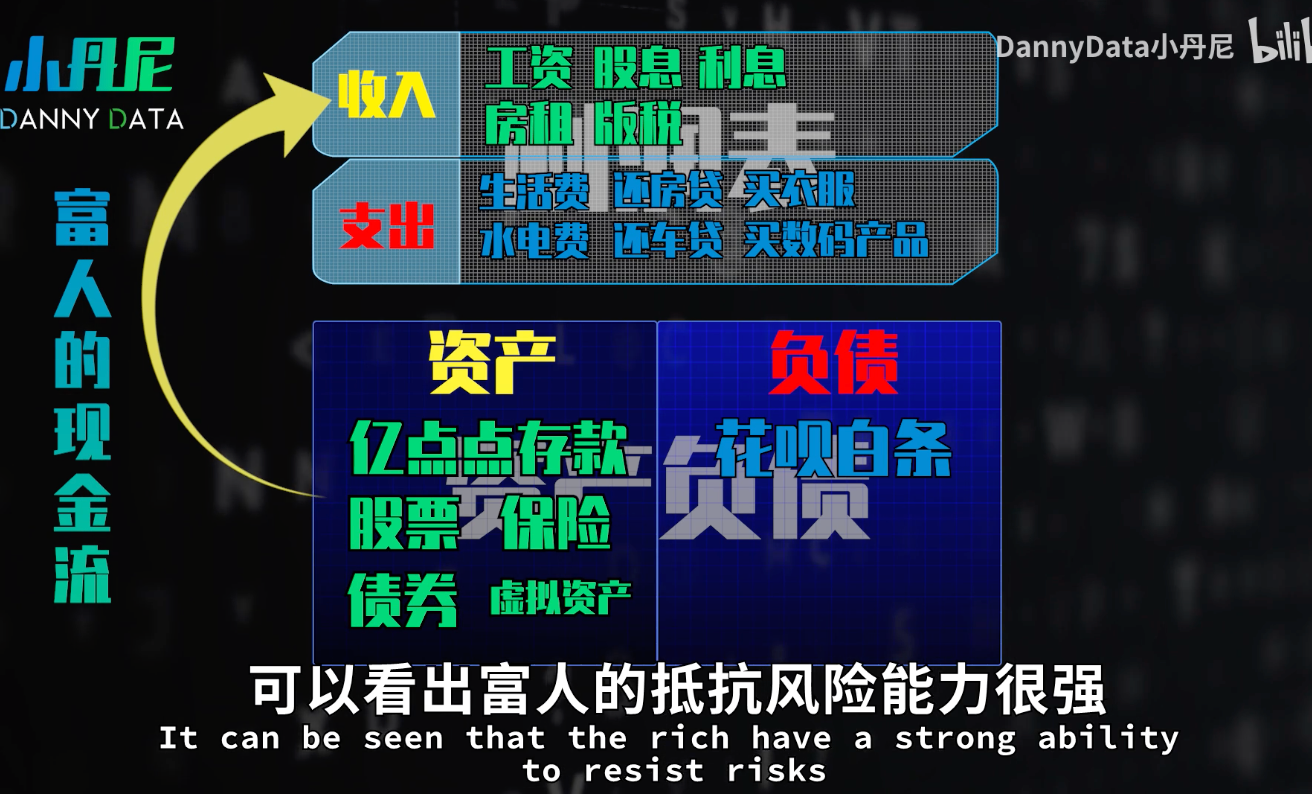 小丹尼
DANNY DATA
DannyData小丹尼 bilib
富人的现金流
收入
工资 股息 利息
房租 版税
利润表
支出
生活费 还房贷 买衣服
水电费 还车贷 买数码产品
资产
负债
亿点点存款
花呗白条
资产负债
股票 保险
债券 虚拟资产
可以看出富人的抵抗风险能力很强
It can be seen that the rich have a strong ability
to resist risks